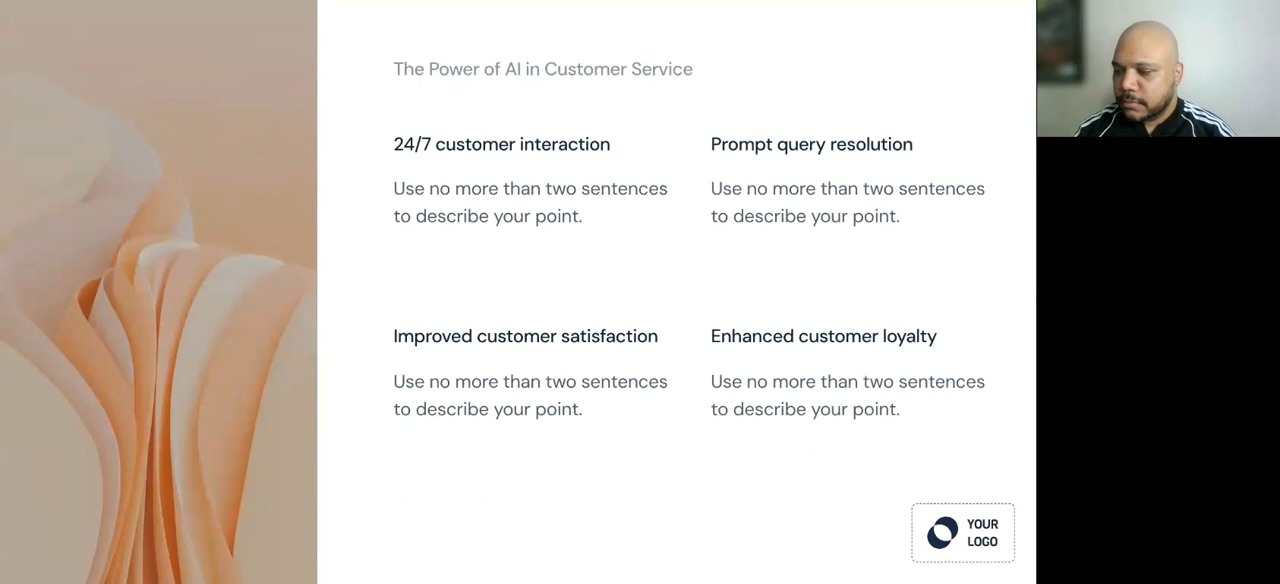 The Power of AI in Customer Service
24/7 customer interaction
Use no more than two sentences
to describe your point.
Prompt query resolution
Use no more than two sentences
to describe your point.
Improved customer satisfaction
Use no more than two sentences
to describe your point.
Enhanced customer loyalty
Use no more than two sentences
to describe your point.
YOUR
LOGO